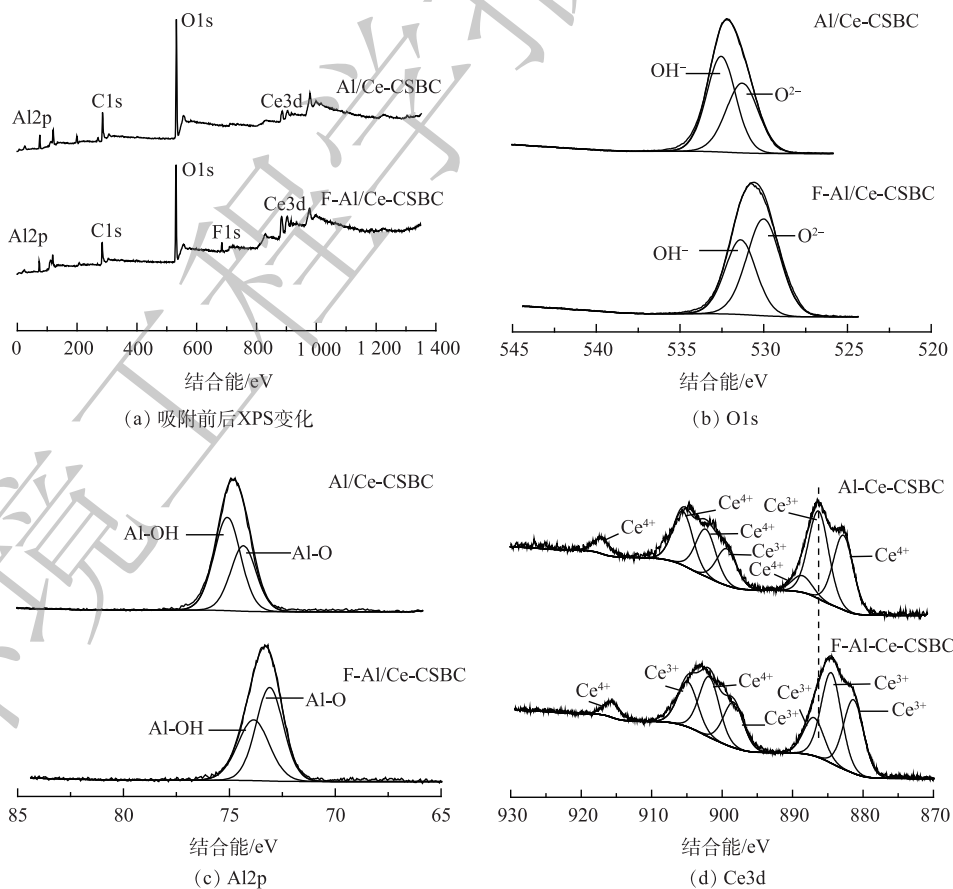 O1s
Al/Ce-CSBC
Ce3d
C1s
Al2p
O1s
F-Al/Ce-CSBC
Ce3d
F1s
C1s
Al2p
0 200 400 600 800 1 000 1 200 1 400
结合能/eV
(a) 吸附前后XPS变化
Al/Ce-CSBC
OH⁻
O²⁻
F-Al/Ce-CSBC
OH⁻
O²⁻
545 540 535 530 525 520
结合能/eV
(b) O1s
Al/Ce-CSBC
Al-OH
Al-O
F-Al/Ce-CSBC
Al-O
Al-OH
85 80 75 70 65
结合能/eV
(c) Al2p
Al-Ce-CSBC
Ce⁴⁺
Ce³⁺
Ce⁴⁺
Ce⁴⁺
Ce³⁺
Ce⁴⁺
Ce⁴⁺
F-Al-Ce-CSBC
Ce³⁺
Ce⁴⁺
Ce³⁺
Ce⁴⁺
Ce³⁺
Ce³⁺
Ce³⁺
930 920 910 900 890 880 870
结合能/eV
(d) Ce3d
境工程学